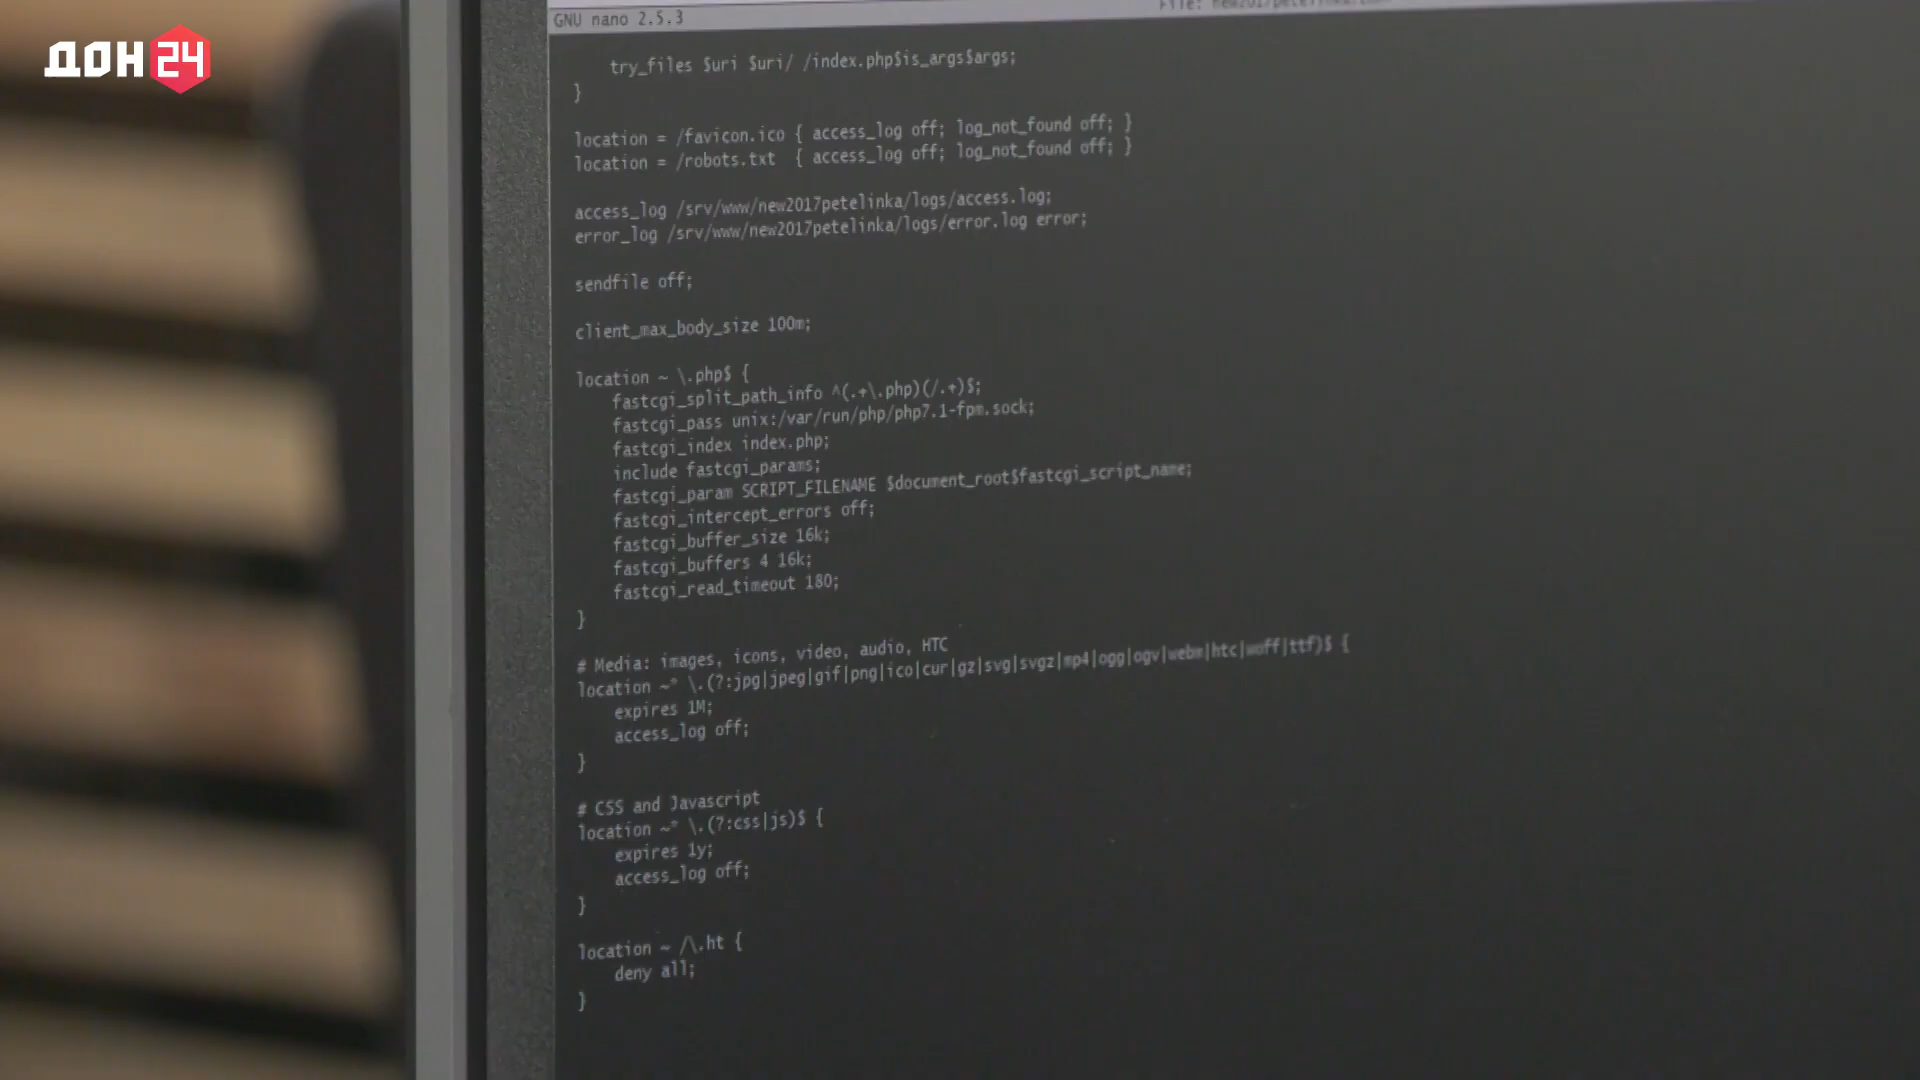 ДОН 24
GNU nano 2.5.3
try_files $uri $uri/ /index.php$is_args$args;
}
location = /favicon.ico { access_log off; log_not_found off; }
location = /robots.txt  { access_log off; log_not_found off; }
access_log /srv/www/new2017petelinka/logs/access.log;
error_log /srv/www/new2017petelinka/logs/error.log error;
sendfile off;
client_max_body_size 100m;
location ~ \.php$ {
fastcgi_split_path_info ^(.+\.php)(/.+)$;
fastcgi_pass unix:/var/run/php/php7.1-fpm.sock;
fastcgi_index index.php;
include fastcgi_params;
fastcgi_param SCRIPT_FILENAME $document_root$fastcgi_script_name;
fastcgi_intercept_errors off;
fastcgi_buffer_size 16k;
fastcgi_buffers 4 16k;
fastcgi_read_timeout 180;
}
# Media: images, icons, video, audio, HTC
location ~* \.(?:jpg|jpeg|gif|png|ico|cur|gz|svg|svgz|mp4|ogg|ogv|webm|htc|woff|ttf)$ {
expires 1M;
access_log off;
}
# CSS and Javascript
location ~* \.(?:css|js)$ {
expires 1y;
access_log off;
}
location ~ /\.ht {
deny all;
}